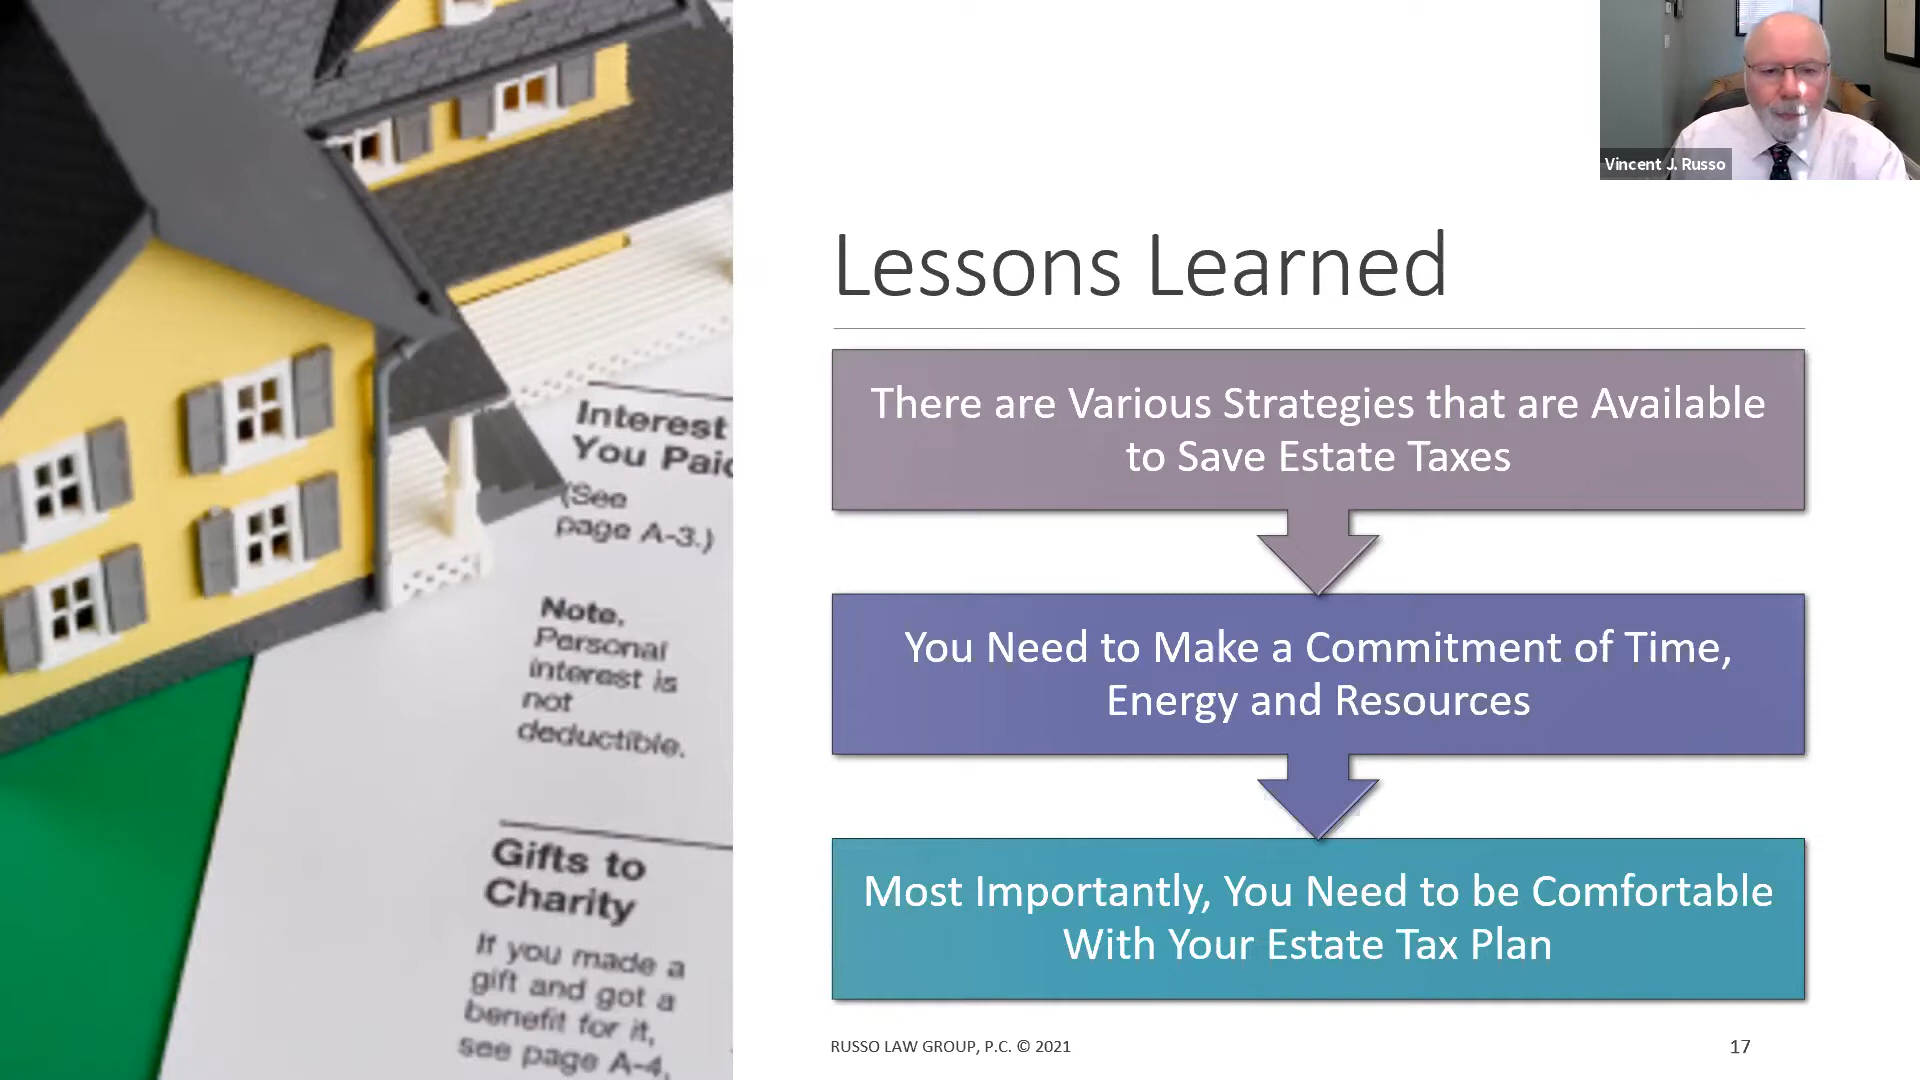 Vincent J. Russo
Lessons Learned
There are Various Strategies that are Available
to Save Estate Taxes
You Need to Make a Commitment of Time,
Energy and Resources
Most Importantly, You Need to be Comfortable
With Your Estate Tax Plan
RUSSO LAW GROUP, P.C. © 2021
17
Interest
You Paid
(See
page A-3.)
Note.
Personal
interest is
not
deductible.
Gifts to
Charity
If you made a
gift and got a
benefit for it,
see page A-4.